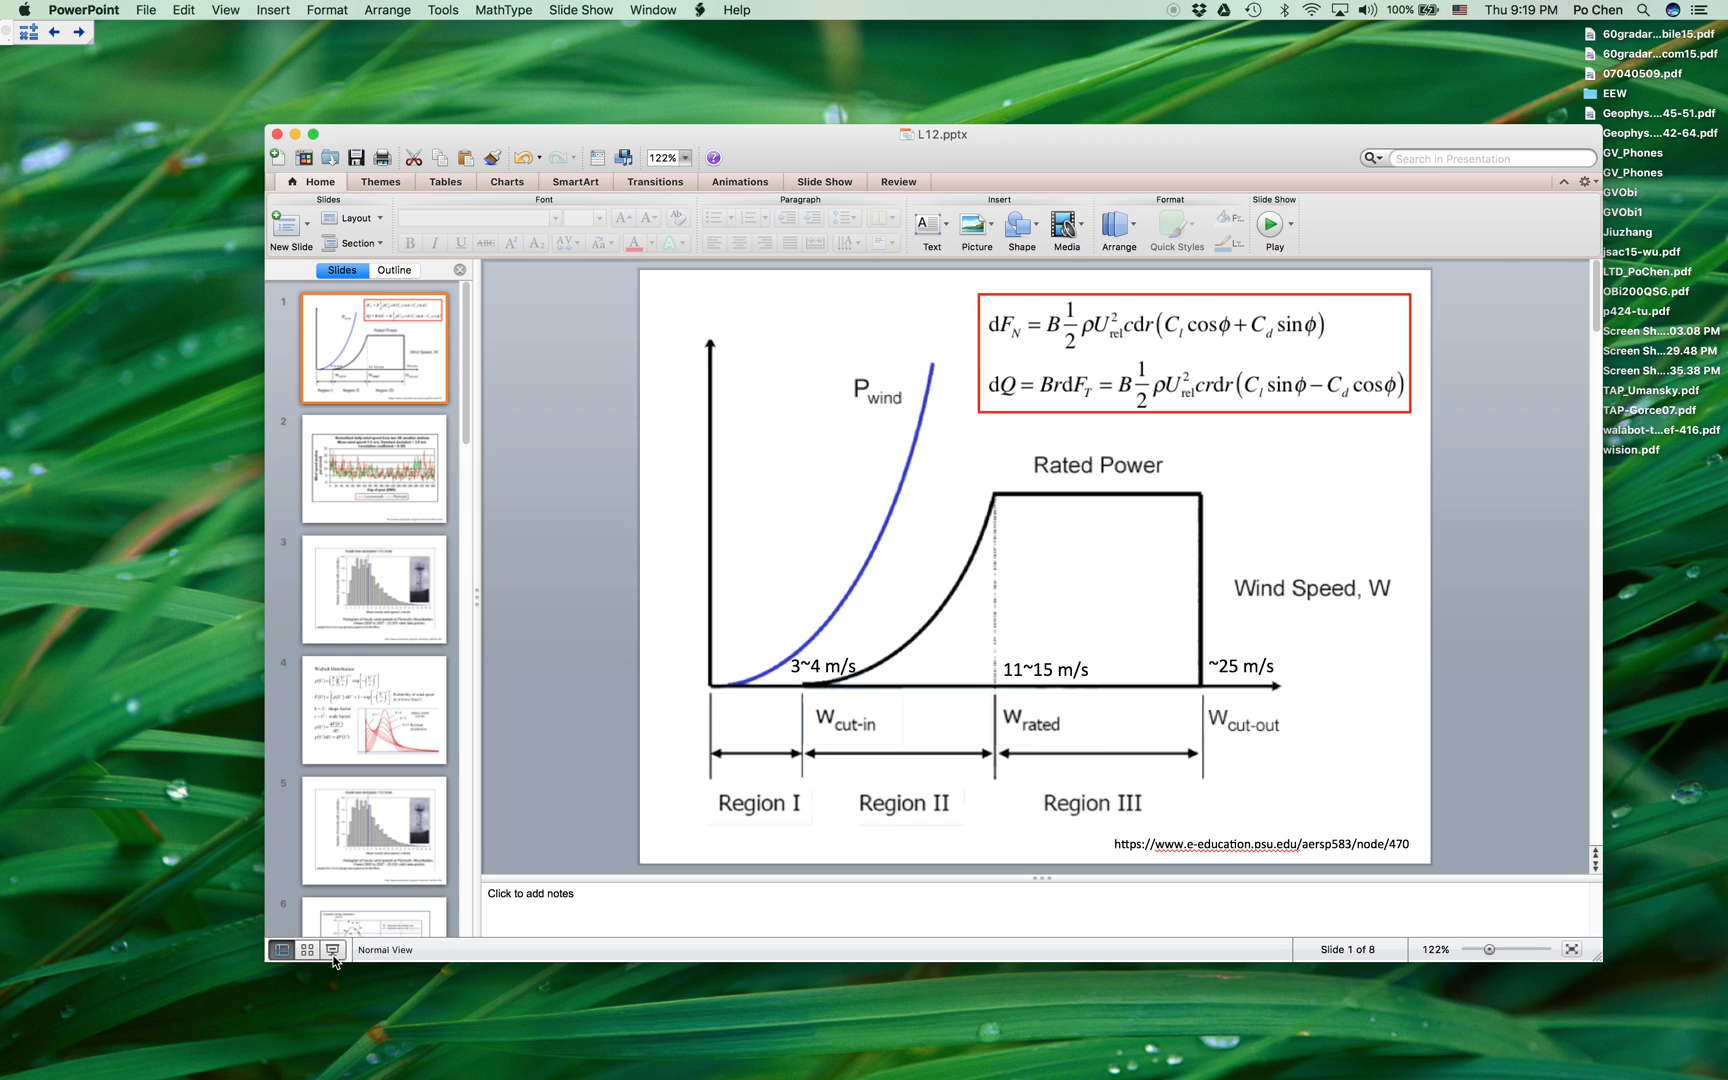 PowerPoint File Edit View Insert Format Arrange Tools MathType Slide Show Window Help
100% Thu 9:19 PM Po Chen
60gradar...bile15.pdf
60gradar...com15.pdf
07040509.pdf
EEW
Geophys....45-51.pdf
Geophys....42-64.pdf
GV_Phones
GV_Phones
GVObi
GVObi1
Jiuzhang
jsac15-wu.pdf
LTD_PoChen.pdf
OBi200QSG.pdf
p424-tu.pdf
Screen Sh....03.08 PM
Screen Sh....29.48 PM
Screen Sh....35.38 PM
TAP_Umansky.pdf
TAP-Gorce07.pdf
walabot-t...ef-416.pdf
wision.pdf
L12.pptx
122%
Search in Presentation
Home Themes Tables Charts SmartArt Transitions Animations Slide Show Review
Slides Font Paragraph Insert Format Slide Show
New Slide Layout Section
Text Picture Shape Media Arrange Quick Styles Play
Slides Outline
1
2
3
4
Weibull Distribution
5
6
dF_N = B 1/2 ρU²_rel cdr(C_l cosϕ + C_d sinϕ)
dQ = BrdF_T = B 1/2 ρU²_rel crdr(C_l sinϕ − C_d cosϕ)
P_wind
Rated Power
Wind Speed, W
3~4 m/s
11~15 m/s
~25 m/s
W_cut-in
W_rated
W_cut-out
Region I
Region II
Region III
https://www.e-education.psu.edu/aersp583/node/470
Click to add notes
Normal View
Slide 1 of 8
122%